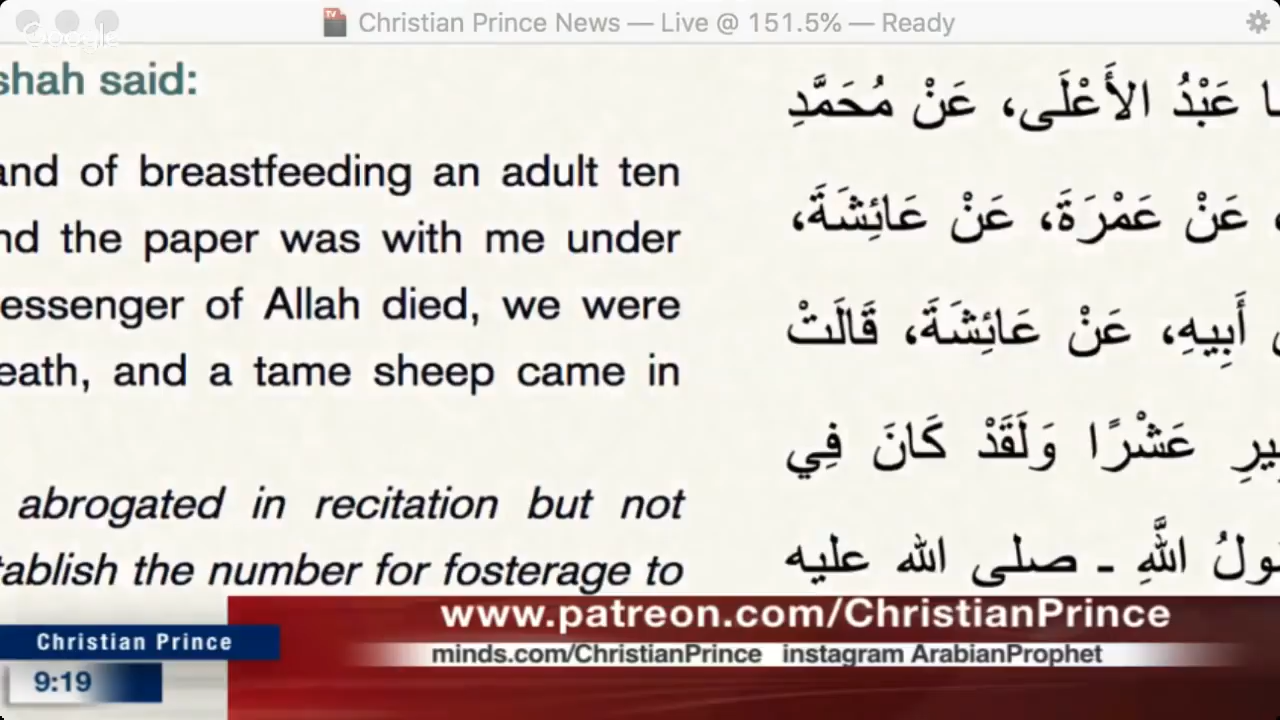 Christian Prince News — Live @ 151.5% — Ready
Google
shah said:
and of breastfeeding an adult ten
nd the paper was with me under
essenger of Allah died, we were
eath, and a tame sheep came in
abrogated in recitation but not
tablish the number for fosterage to
ا عَبْدُ الأَعْلَى، عَنْ مُحَمَّدِ
عَنْ عَمْرَةَ، عَنْ عَائِشَةَ،
أَبِيهِ، عَنْ عَائِشَةَ، قَالَتْ
يرِ عَشْرًا وَلَقَدْ كَانَ فِي
ولُ اللَّهِ ـ صلى الله عليه
www.patreon.com/ChristianPrince
Christian Prince
minds.com/ChristianPrince instagram ArabianProphet
9:19